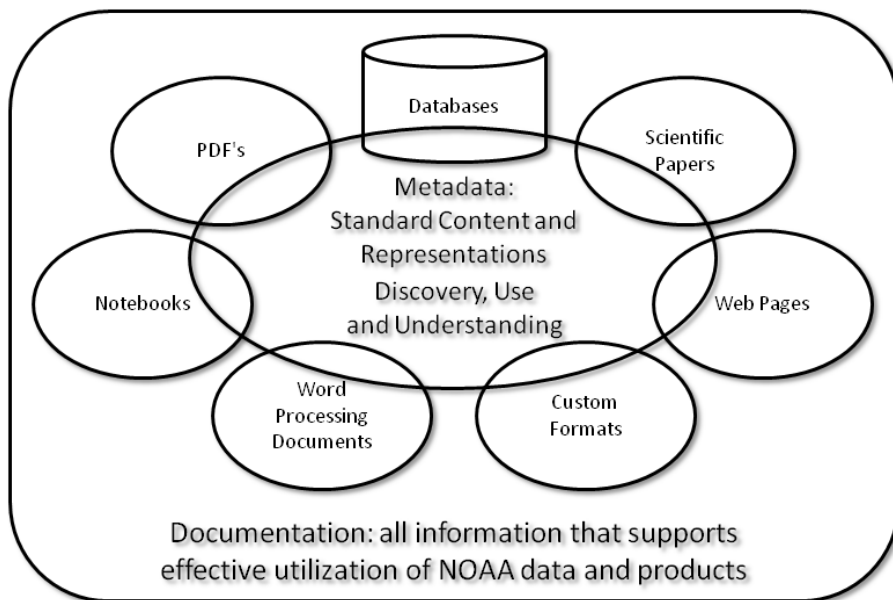 Databases
PDF's
Scientific
Papers
Metadata:
Standard Content and
Representations
Discovery, Use
and Understanding
Notebooks
Web Pages
Word
Processing
Documents
Custom
Formats
Documentation: all information that supports
effective utilization of NOAA data and products